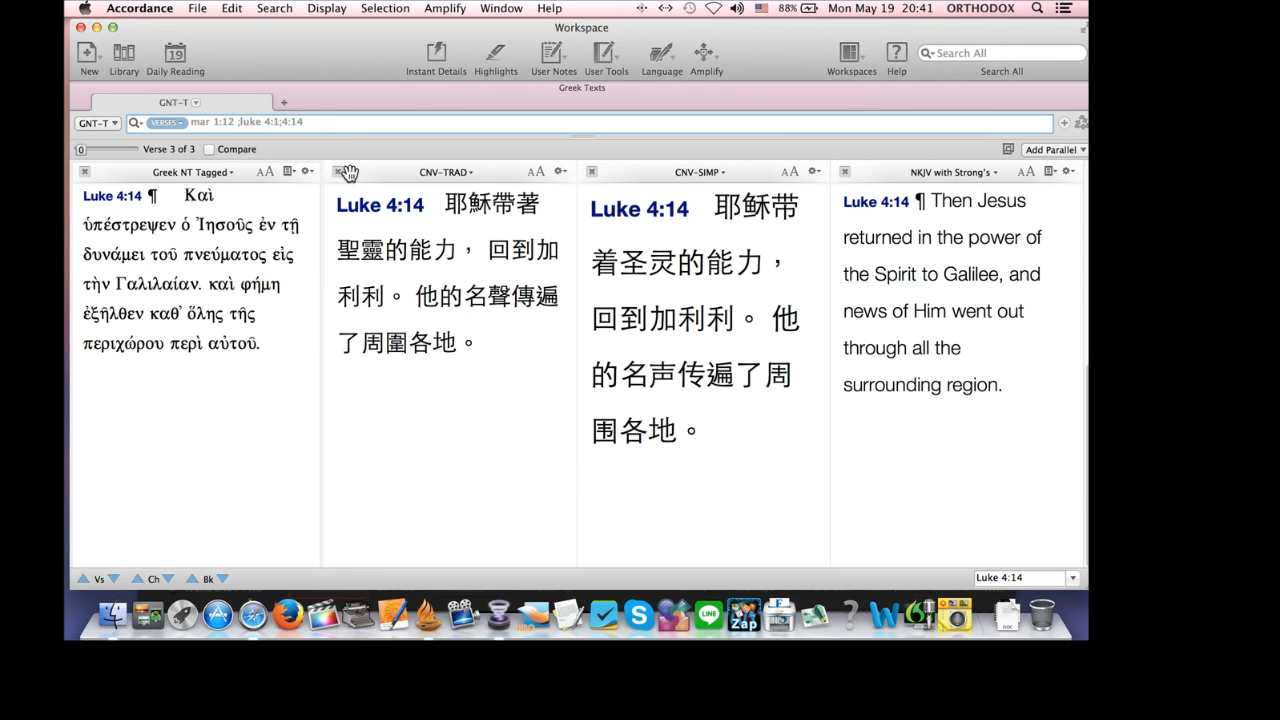 Accordance File Edit Search Display Selection Amplify Window Help 88% Mon May 19 20:41 ORTHODOX
Workspace
19
New Library Daily Reading Instant Details Highlights User Notes User Tools Language Amplify Workspaces Help Search All
Search All
Greek Texts
GNT-T
GNT-T VERSES mar 1:12 ;luke 4:1;4:14
0 Verse 3 of 3 Compare Add Parallel
Greek NT Tagged AA
Luke 4:14 ¶ Καὶ
ὑπέστρεψεν ὁ Ἰησοῦς ἐν τῇ
δυνάμει τοῦ πνεύματος εἰς
τὴν Γαλιλαίαν. καὶ φήμη
ἐξῆλθεν καθ᾽ ὅλης τῆς
περιχώρου περὶ αὐτοῦ.
CNV-TRAD AA
Luke 4:14 耶穌帶著
聖靈的能力， 回到加
利利。 他的名聲傳遍
了周圍各地。
CNV-SIMP AA
Luke 4:14 耶稣带
着圣灵的能力，
回到加利利。 他
的名声传遍了周
围各地。
NKJV with Strong's AA
Luke 4:14 ¶ Then Jesus
returned in the power of
the Spirit to Galilee, and
news of Him went out
through all the
surrounding region.
Vs Ch Bk Luke 4:14
LINE
Zap